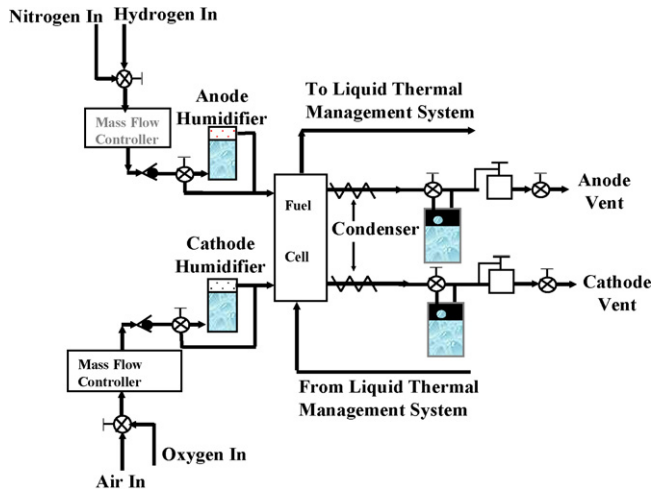 Nitrogen In
Hydrogen In
Mass Flow
Controller
Anode
Humidifier
To Liquid Thermal
Management System
Fuel
Cell
Anode
Vent
Condenser
Cathode
Humidifier
Cathode
Vent
Mass Flow
Controller
From Liquid Thermal
Management System
Oxygen In
Air In